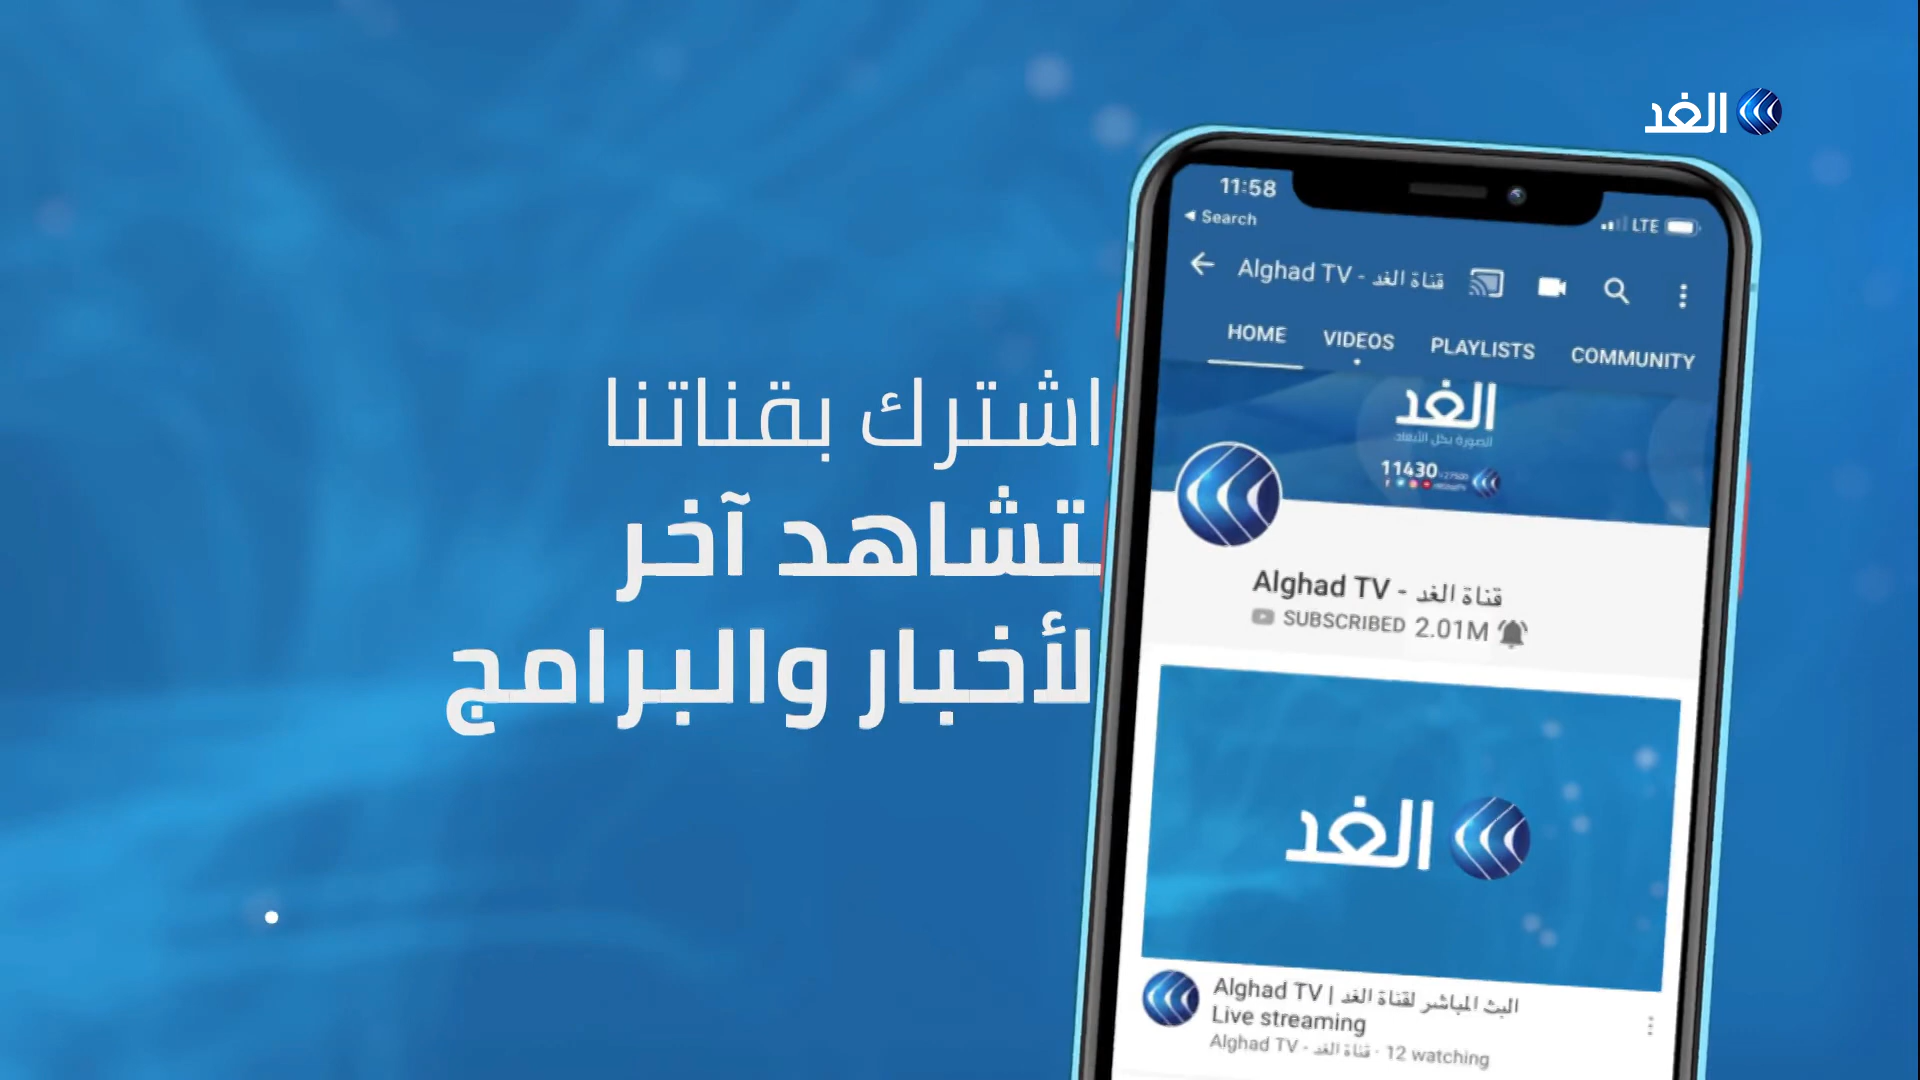 الغد
اشترك بقناتنا
تشاهد آخر
لأخبار والبرامج
11:58
Search
LTE
Alghad TV - قناة الغد
HOME
VIDEOS
PLAYLISTS
COMMUNITY
الغد
الصورة بكل الأبعاد
11430
27500
Alghad TV - قناة الغد
SUBSCRIBED 2.01M
الغد
Alghad TV | البث المباشر لقناة الغد
Live streaming
Alghad TV - قناة الغد · 12 watching